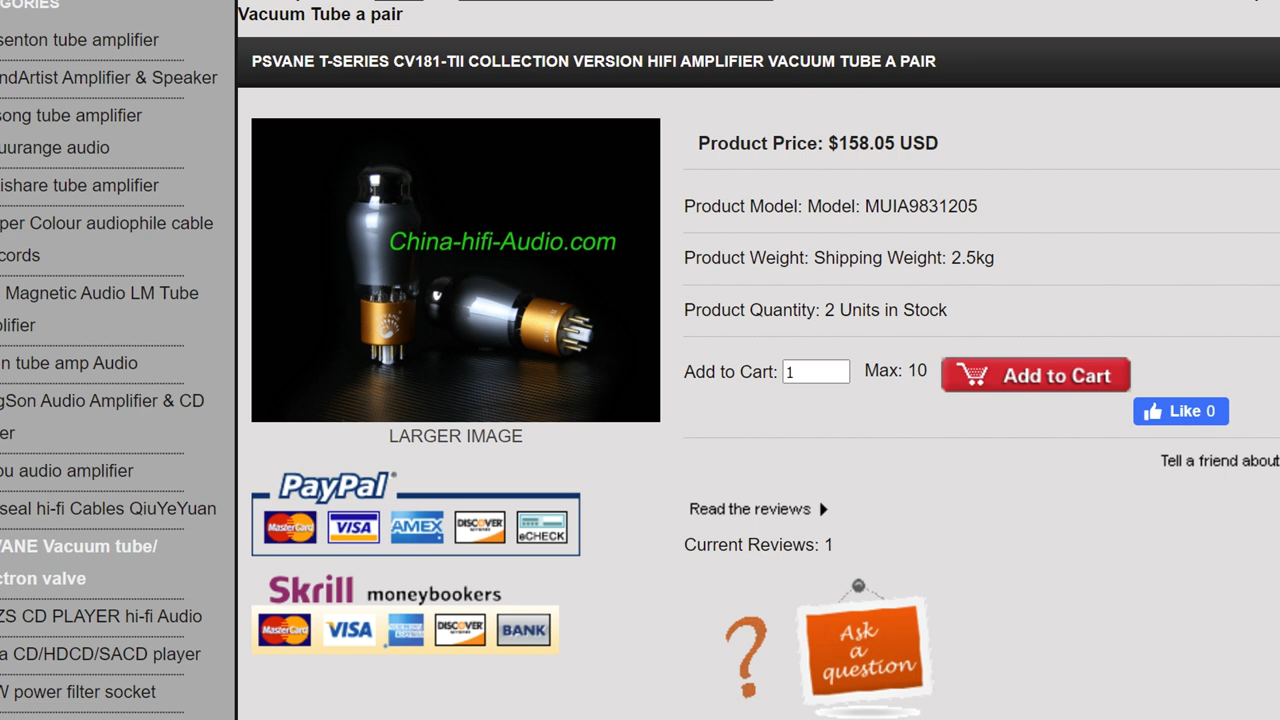 Vacuum Tube a pair
PSVANE T-SERIES CV181-TII COLLECTION VERSION HIFI AMPLIFIER VACUUM TUBE A PAIR
senton tube amplifier
ndArtist Amplifier & Speaker
song tube amplifier
uurange audio
ishare tube amplifier
per Colour audiophile cable
cords
Magnetic Audio LM Tube
plifier
n tube amp Audio
gSon Audio Amplifier & CD
er
ou audio amplifier
seal hi-fi Cables QiuYeYuan
VANE Vacuum tube/
ctron valve
ZS CD PLAYER hi-fi Audio
a CD/HDCD/SACD player
W power filter socket
China-hifi-Audio.com
LARGER IMAGE
PayPal
MasterCard VISA AMEX DISCOVER eCHECK
Skrill moneybookers
MasterCard VISA DISCOVER BANK
Product Price: $158.05 USD
Product Model: Model: MUIA9831205
Product Weight: Shipping Weight: 2.5kg
Product Quantity: 2 Units in Stock
Add to Cart: 1 Max: 10 Add to Cart
Like 0
Tell a friend about
Read the reviews
Current Reviews: 1
?
Ask
a
question